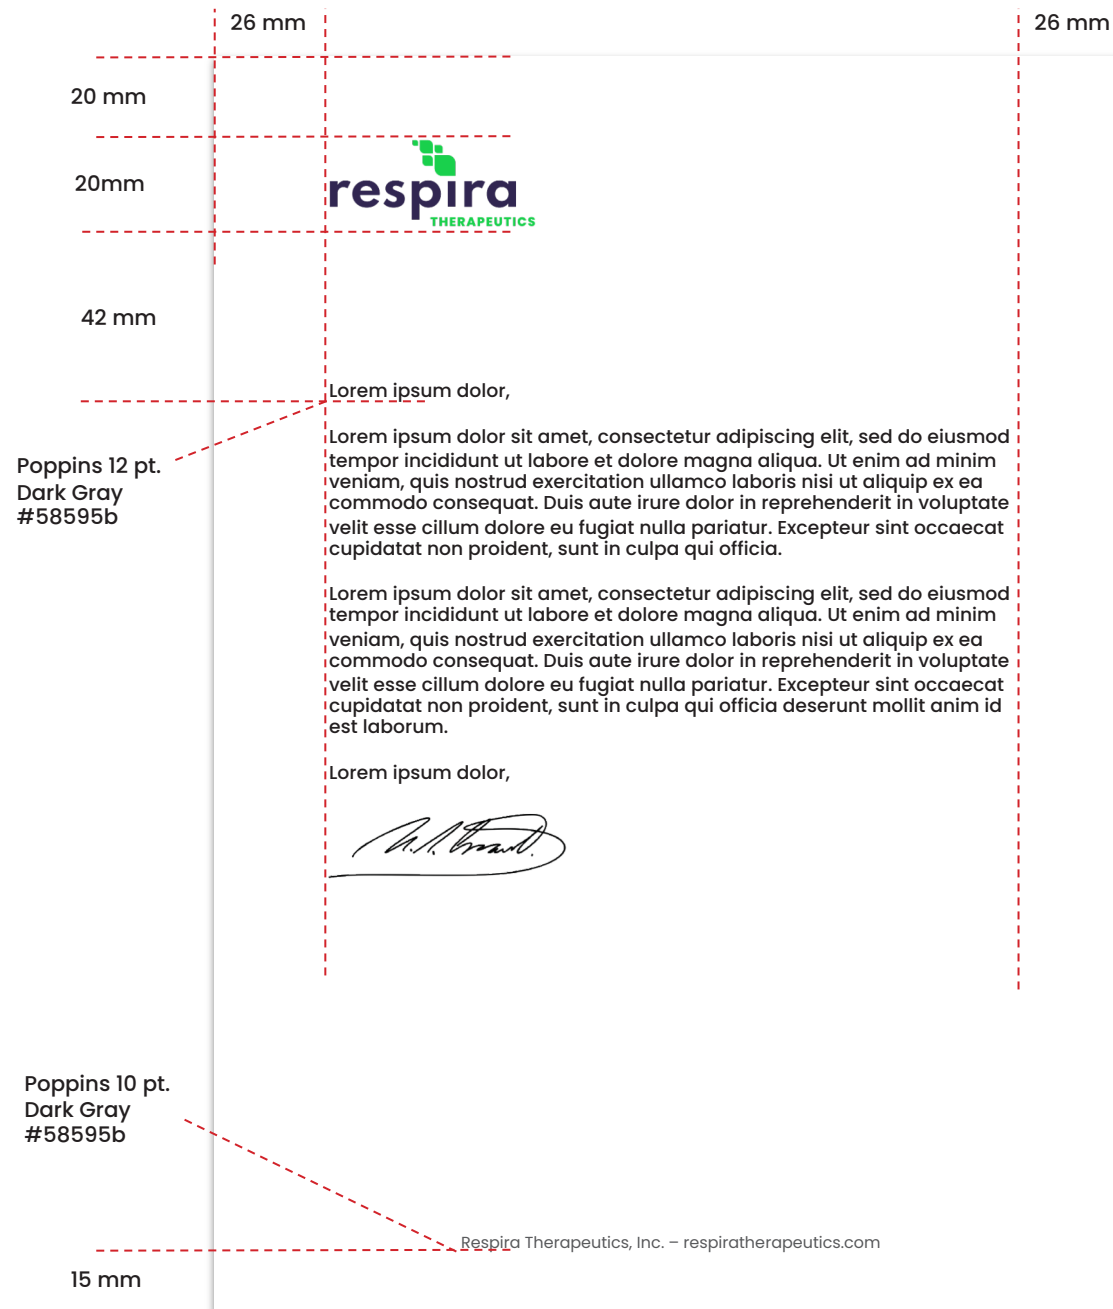 26 mm
26 mm
20 mm
20mm
respira
THERAPEUTICS
42 mm
Lorem ipsum dolor,
Poppins 12 pt.
Dark Gray
#58595b
Lorem ipsum dolor sit amet, consectetur adipiscing elit, sed do eiusmod
tempor incididunt ut labore et dolore magna aliqua. Ut enim ad minim
veniam, quis nostrud exercitation ullamco laboris nisi ut aliquip ex ea
commodo consequat. Duis aute irure dolor in reprehenderit in voluptate
velit esse cillum dolore eu fugiat nulla pariatur. Excepteur sint occaecat
cupidatat non proident, sunt in culpa qui officia.
Lorem ipsum dolor sit amet, consectetur adipiscing elit, sed do eiusmod
tempor incididunt ut labore et dolore magna aliqua. Ut enim ad minim
veniam, quis nostrud exercitation ullamco laboris nisi ut aliquip ex ea
commodo consequat. Duis aute irure dolor in reprehenderit in voluptate
velit esse cillum dolore eu fugiat nulla pariatur. Excepteur sint occaecat
cupidatat non proident, sunt in culpa qui officia deserunt mollit anim id
est laborum.
Lorem ipsum dolor,
Poppins 10 pt.
Dark Gray
#58595b
Respira Therapeutics, Inc. – respiratherapeutics.com
15 mm